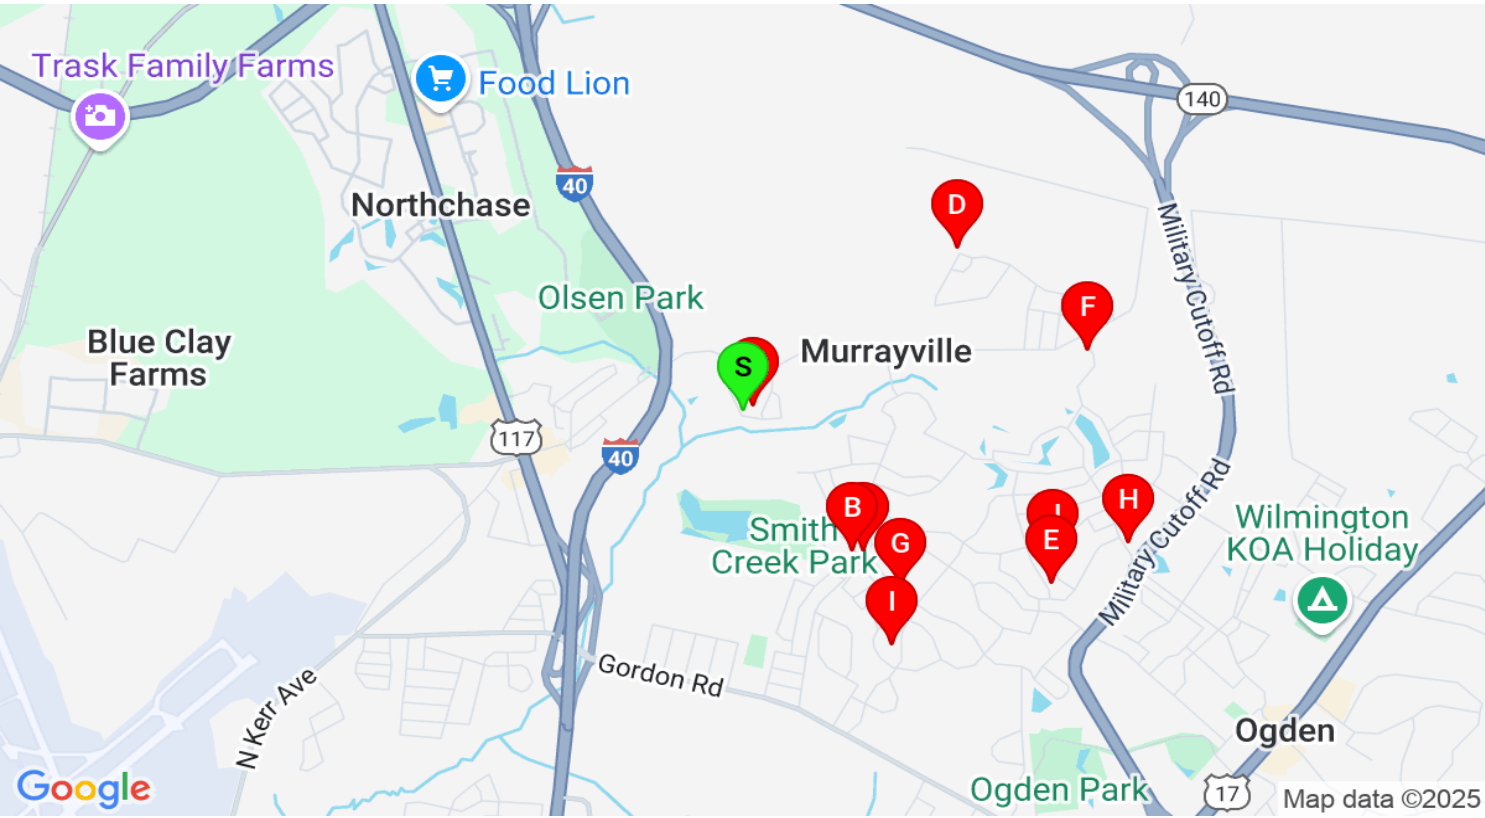 Trask Family Farms
Food Lion
140
40
Northchase
D
Military Cutoff Rd
Olsen Park
F
Blue Clay
Farms
Murrayville
S
117
40
H
B
J
Smith
Creek Park
G
E
Military Cutoff Rd
Wilmington
KOA Holiday
I
Gordon Rd
N Kerr Ave
Ogden
Google
Ogden Park
17
Map data ©2025